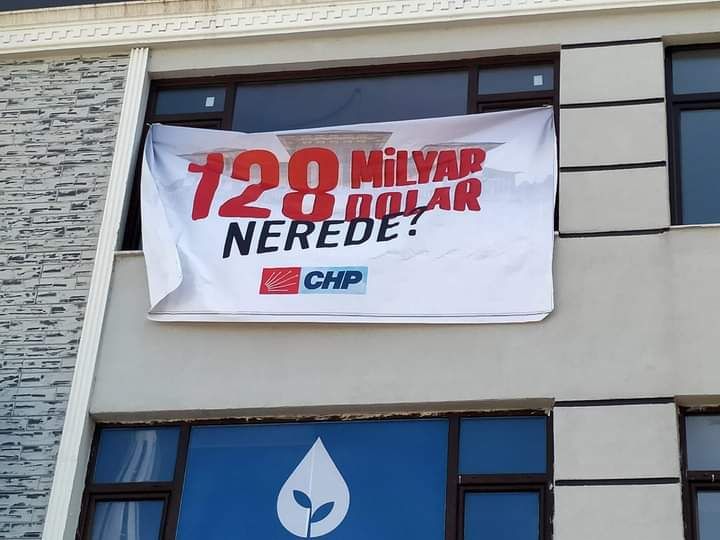 128 MİLYAR
DOLAR
NEREDE?
CHP